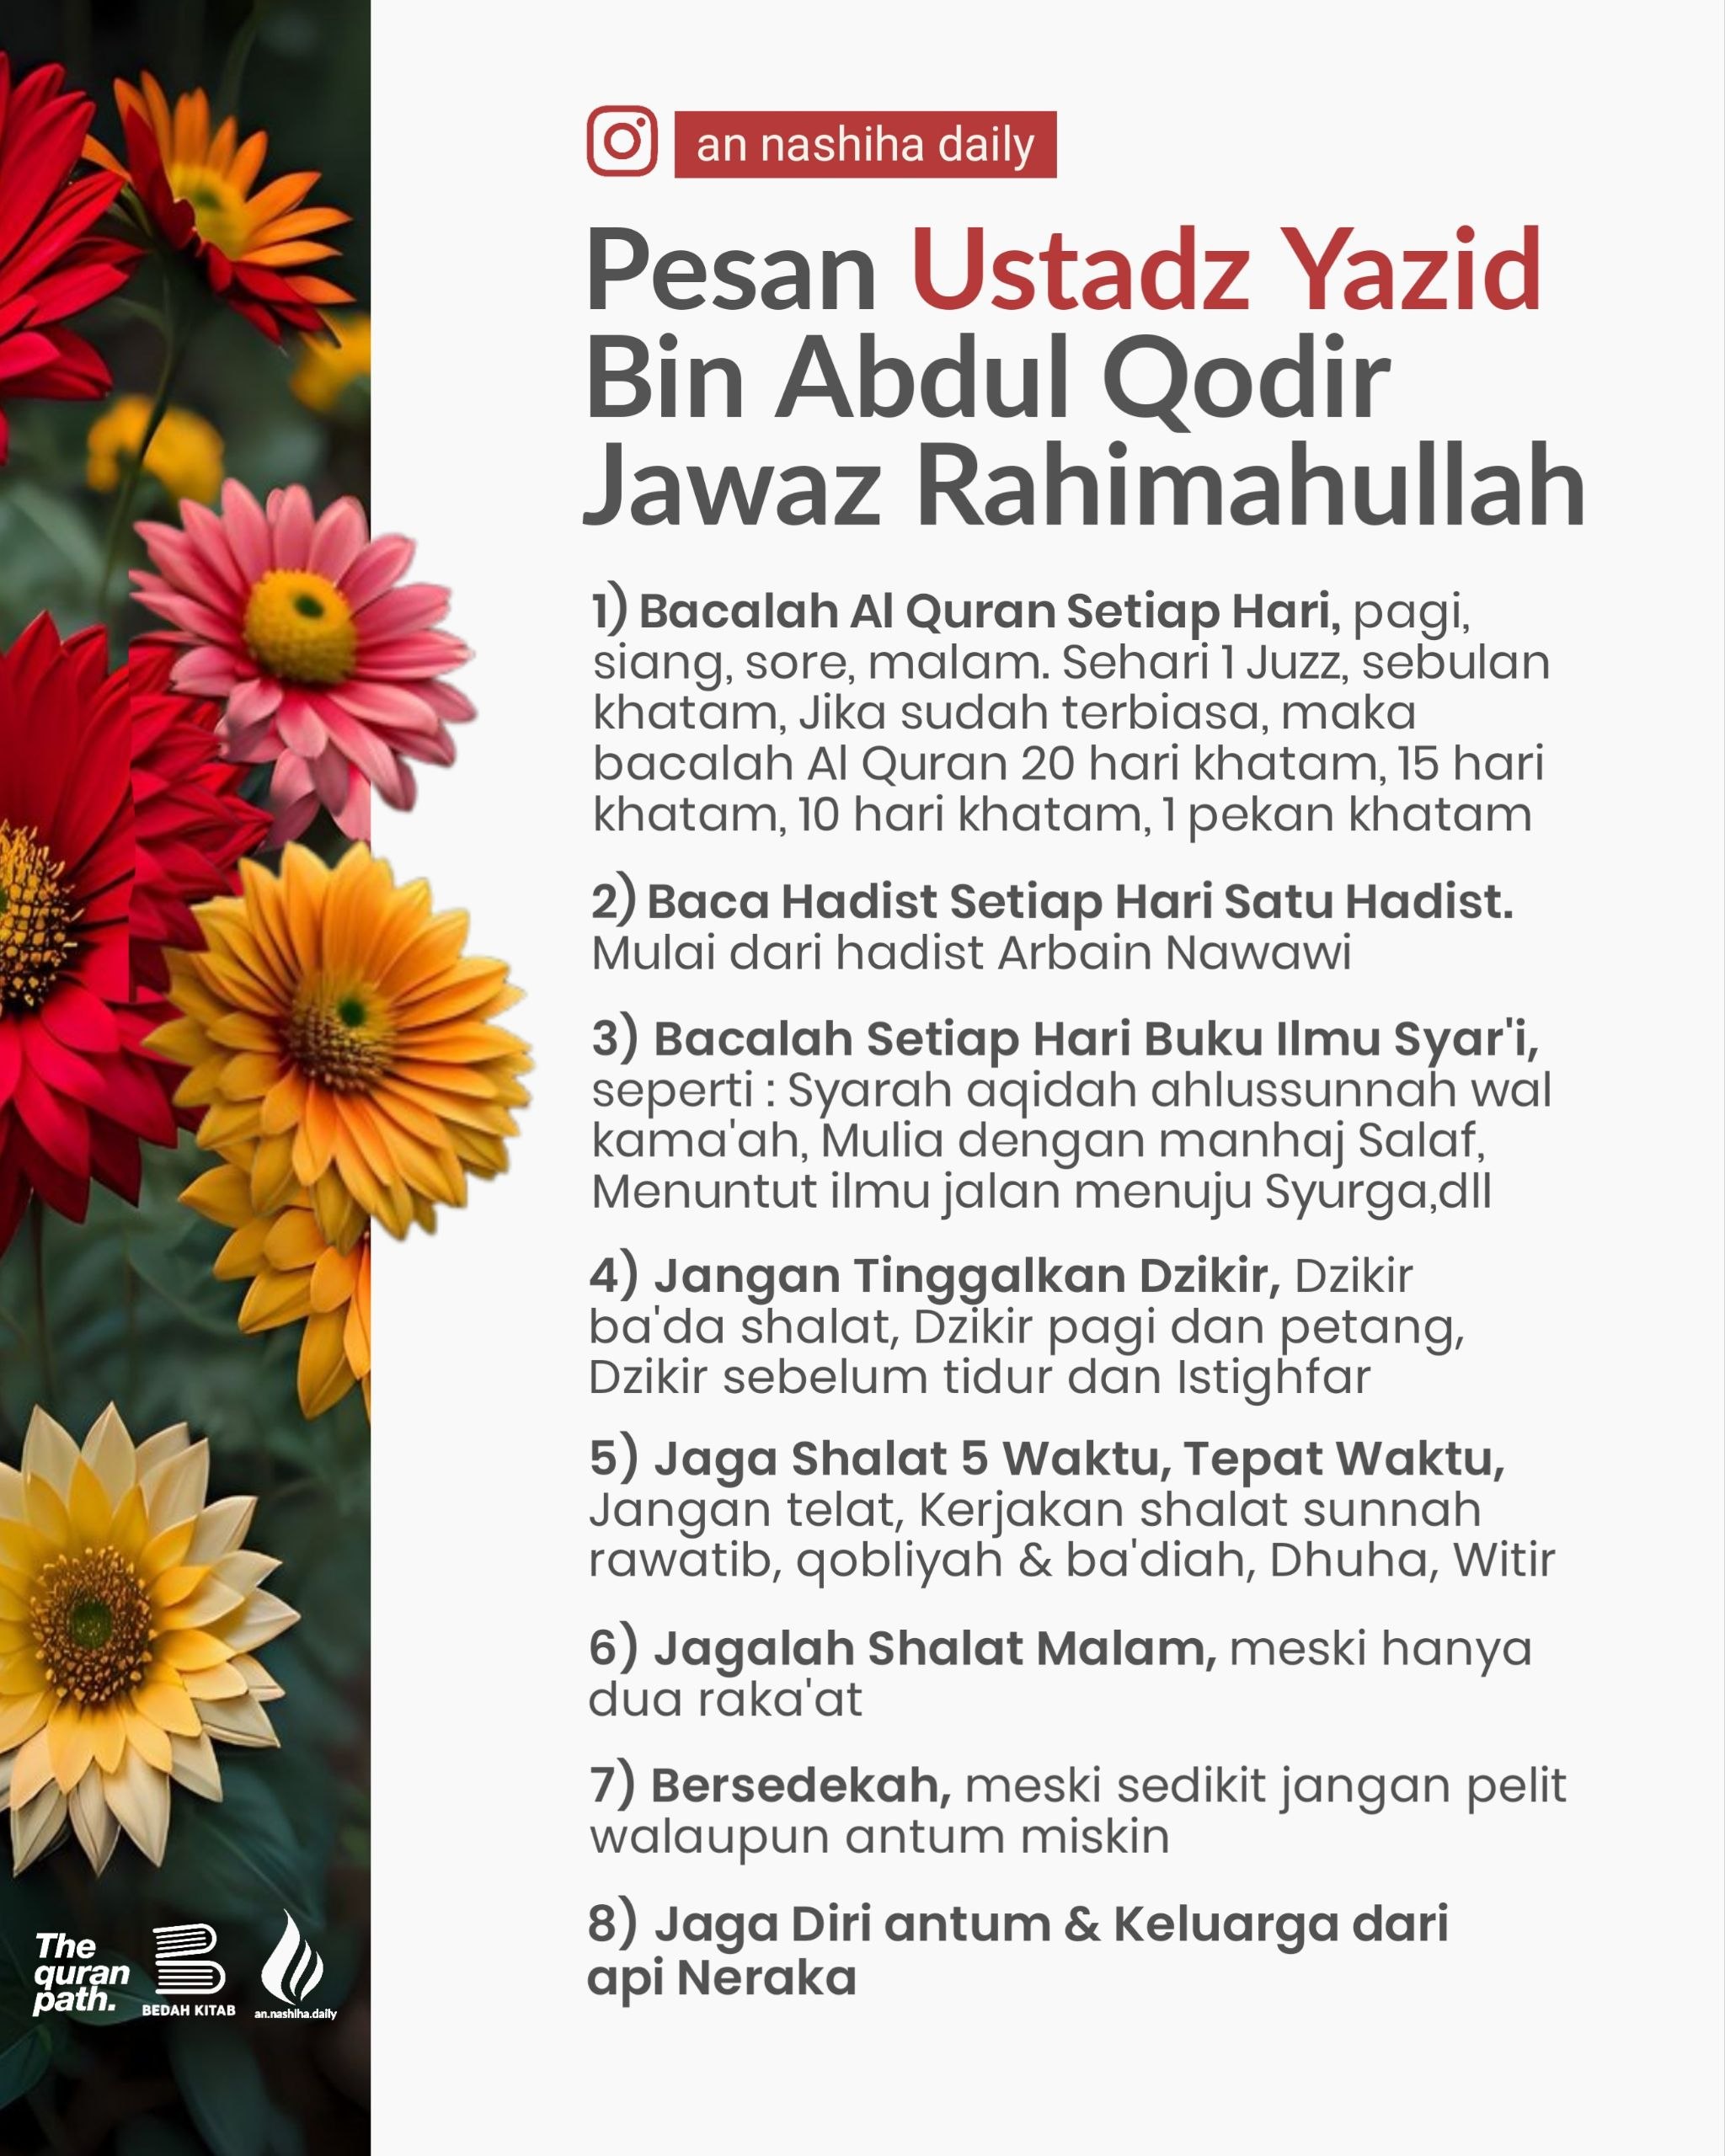 an nashiha daily
Pesan Ustadz Yazid
Bin Abdul Qodir
Jawaz Rahimahullah
1) Bacalah Al Quran Setiap Hari, pagi,
siang, sore, malam. Sehari 1 Juzz, sebulan
khatam, Jika sudah terbiasa, maka
bacalah Al Quran 20 hari khatam, 15 hari
khatam, 10 hari khatam, 1 pekan khatam
2) Baca Hadist Setiap Hari Satu Hadist.
Mulai dari hadist Arbain Nawawi
3) Bacalah Setiap Hari Buku Ilmu Syar'i,
seperti : Syarah aqidah ahlussunnah wal
kama'ah, Mulia dengan manhaj Salaf,
Menuntut ilmu jalan menuju Syurga,dll
4) Jangan Tinggalkan Dzikir, Dzikir
ba'da shalat, Dzikir pagi dan petang,
Dzikir sebelum tidur dan Istighfar
5) Jaga Shalat 5 Waktu, Tepat Waktu,
Jangan telat, Kerjakan shalat sunnah
rawatib, qobliyah & ba'diah, Dhuha, Witir
6) Jagalah Shalat Malam, meski hanya
dua raka'at
7) Bersedekah, meski sedikit jangan pelit
walaupun antum miskin
8) Jaga Diri antum & Keluarga dari
api Neraka
The
quran
path.
BEDAH KITAB
an.nashiha.daily